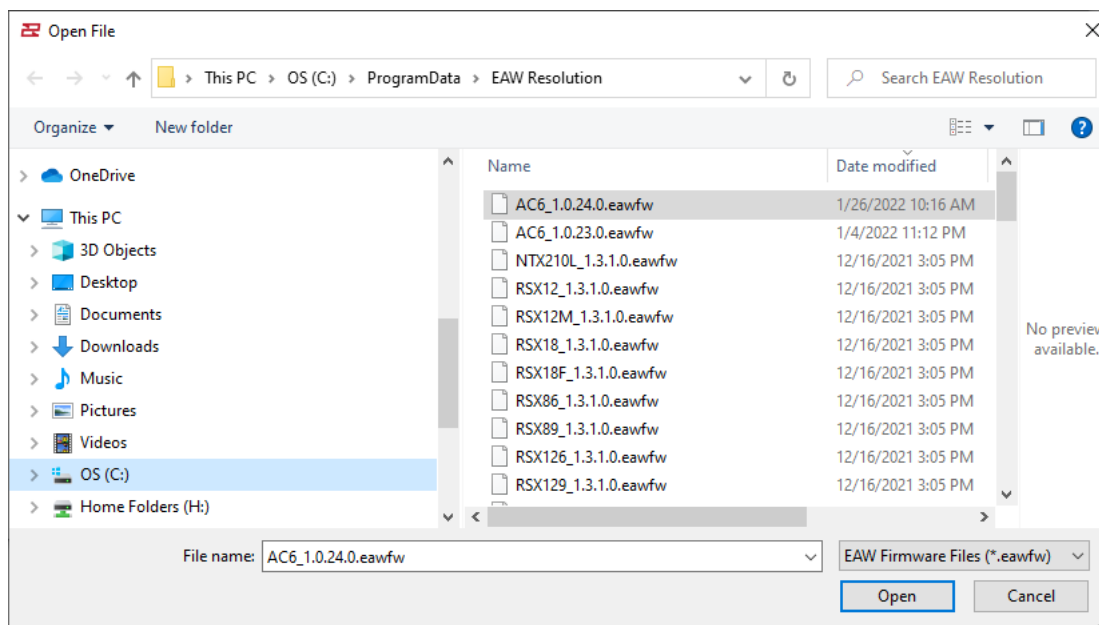 Open File
This PC > OS (C:) > ProgramData > EAW Resolution
Search EAW Resolution
Organize
New folder
OneDrive
This PC
3D Objects
Desktop
Documents
Downloads
Music
Pictures
Videos
OS (C:)
Home Folders (H:)
Name Date modified
AC6_1.0.24.0.eawfw 1/26/2022 10:16 AM
AC6_1.0.23.0.eawfw 1/4/2022 11:12 PM
NTX210L_1.3.1.0.eawfw 12/16/2021 3:05 PM
RSX12_1.3.1.0.eawfw 12/16/2021 3:05 PM
RSX12M_1.3.1.0.eawfw 12/16/2021 3:05 PM
RSX18_1.3.1.0.eawfw 12/16/2021 3:05 PM
RSX18F_1.3.1.0.eawfw 12/16/2021 3:05 PM
RSX86_1.3.1.0.eawfw 12/16/2021 3:05 PM
RSX89_1.3.1.0.eawfw 12/16/2021 3:05 PM
RSX126_1.3.1.0.eawfw 12/16/2021 3:05 PM
RSX129_1.3.1.0.eawfw 12/16/2021 3:05 PM
No preview
available.
File name: AC6_1.0.24.0.eawfw
EAW Firmware Files (*.eawfw)
Open
Cancel